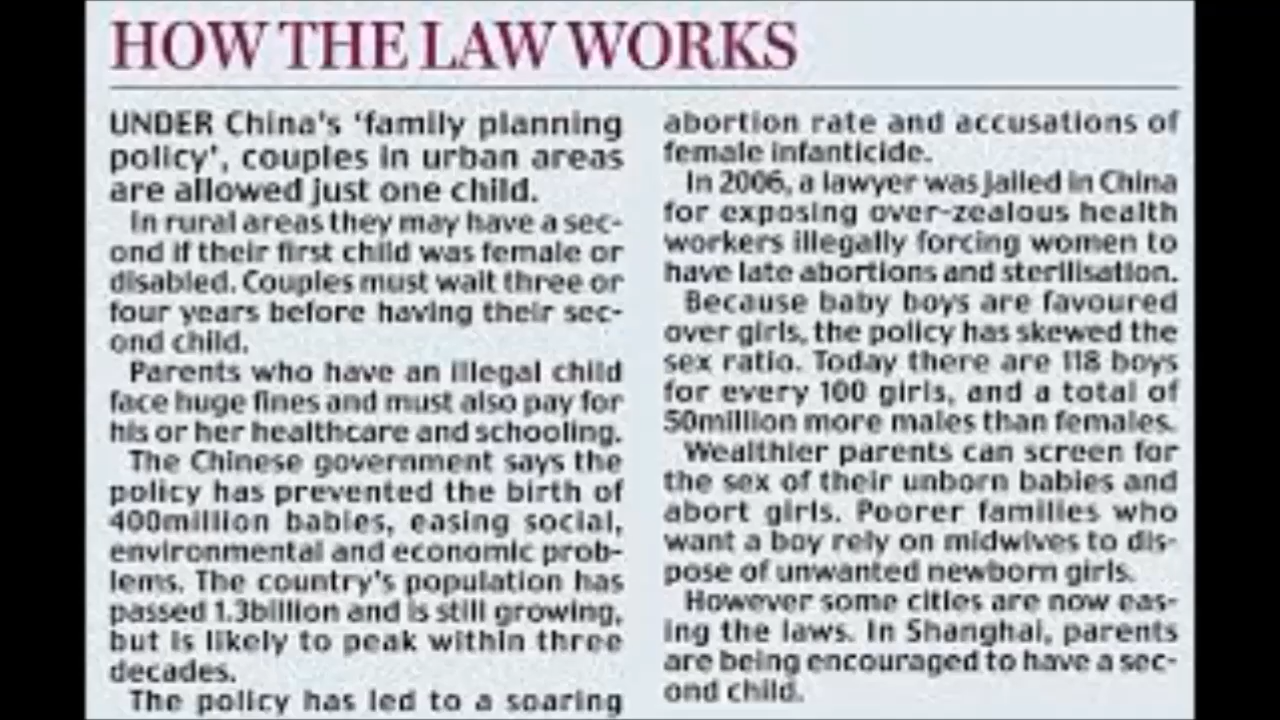 HOW THE LAW WORKS
UNDER China's 'family planning
policy', couples in urban areas
are allowed just one child.
In rural areas they may have a sec-
ond if their first child was female or
disabled. Couples must wait three or
four years before having their sec-
ond child.
Parents who have an illegal child
face huge fines and must also pay for
his or her healthcare and schooling.
The Chinese government says the
policy has prevented the birth of
400million babies, easing social,
environmental and economic prob-
lems. The country's population has
passed 1.3billion and is still growing,
but is likely to peak within three
decades.
The policy has led to a soaring
abortion rate and accusations of
female infanticide.
In 2006, a lawyer was jailed in China
for exposing over-zealous health
workers illegally forcing women to
have late abortions and sterilisation.
Because baby boys are favoured
over girls, the policy has skewed the
sex ratio. Today there are 118 boys
for every 100 girls, and a total of
50million more males than females.
Wealthier parents can screen for
the sex of their unborn babies and
abort girls. Poorer families who
want a boy rely on midwives to dis-
pose of unwanted newborn girls.
However some cities are now eas-
ing the laws. In Shanghai, parents
are being encouraged to have a sec-
ond child.